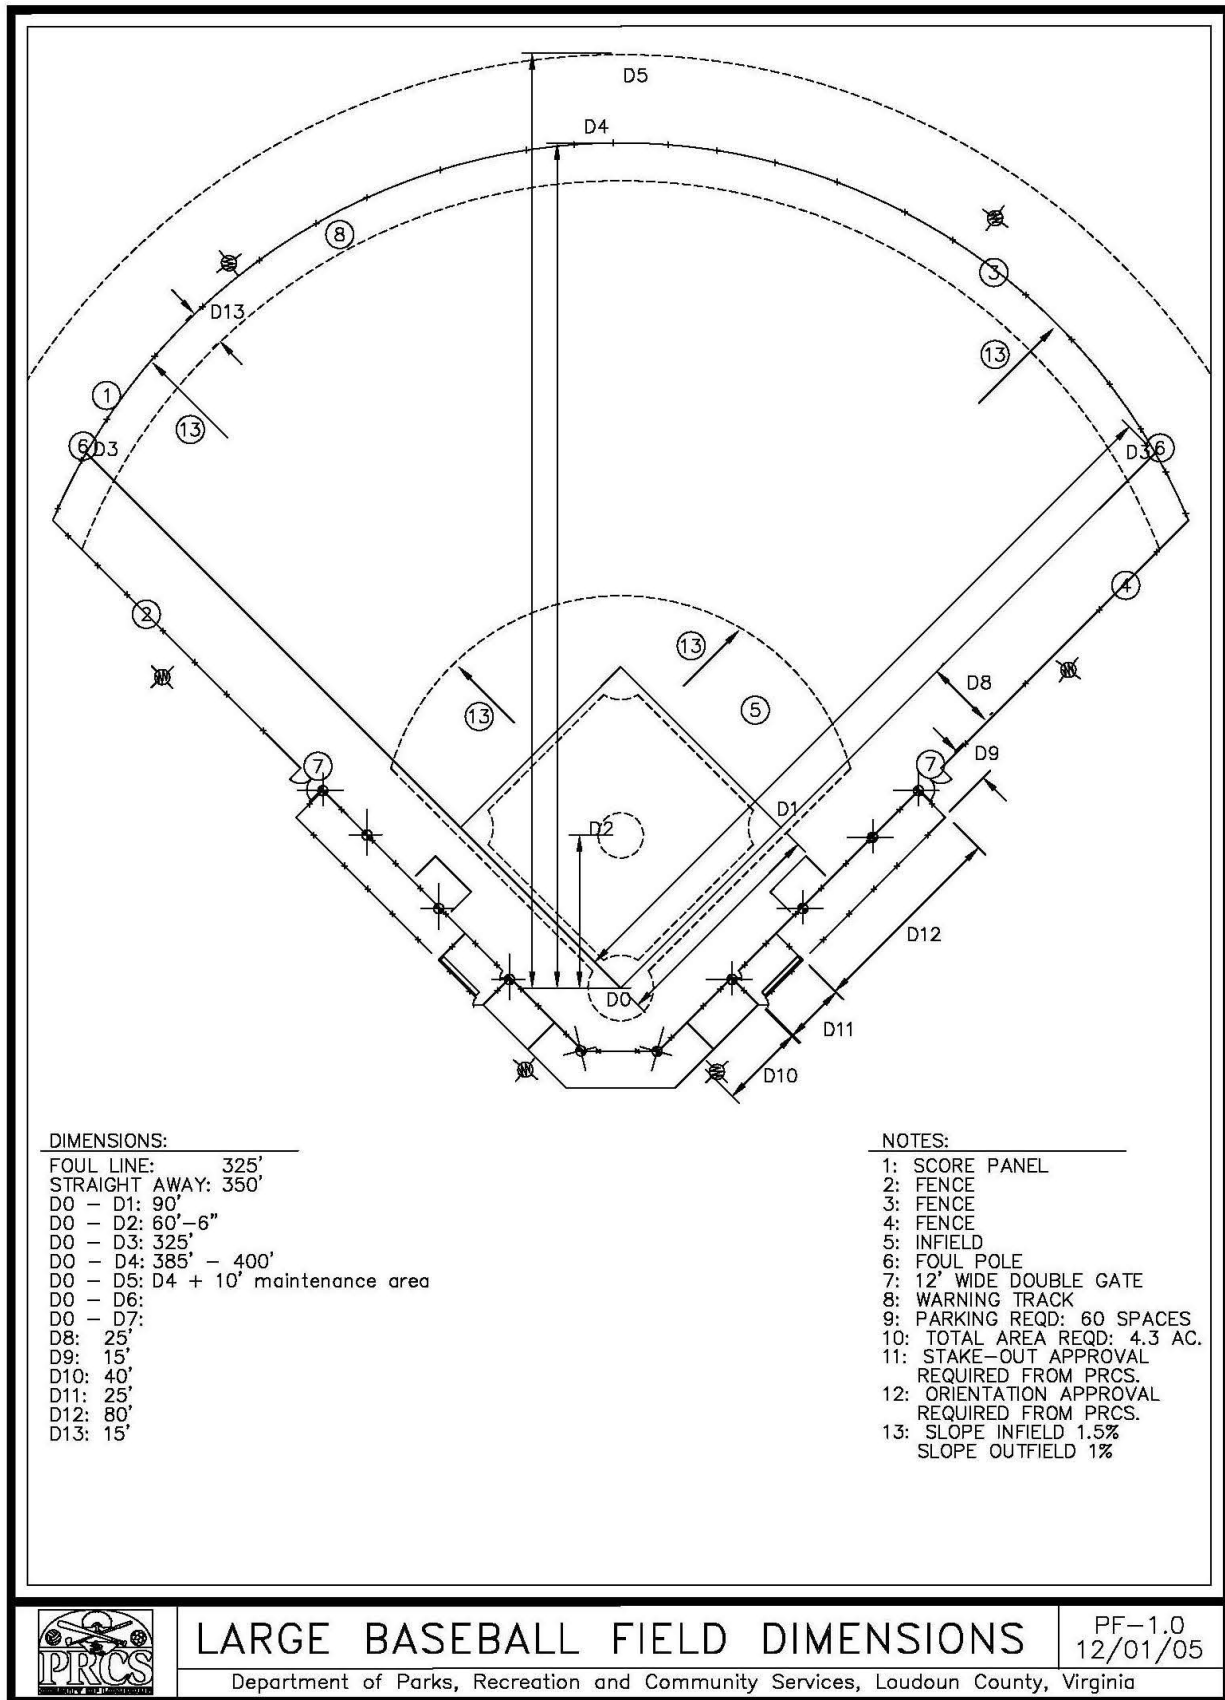 D5
D4
8
3
D13
13
1
13
6
D3
D3
6
2
4
13
D8
5
13
7
7
D9
D1
D2
D12
D0
D11
D10
DIMENSIONS:
FOUL LINE: 325'
STRAIGHT AWAY: 350'
D0 – D1: 90'
D0 – D2: 60'–6"
D0 – D3: 325'
D0 – D4: 385' – 400'
D0 – D5: D4 + 10' maintenance area
D0 – D6:
D0 – D7:
D8: 25'
D9: 15'
D10: 40'
D11: 25'
D12: 80'
D13: 15'
NOTES:
1: SCORE PANEL
2: FENCE
3: FENCE
4: FENCE
5: INFIELD
6: FOUL POLE
7: 12' WIDE DOUBLE GATE
8: WARNING TRACK
9: PARKING REQD: 60 SPACES
10: TOTAL AREA REQD: 4.3 AC.
11: STAKE–OUT APPROVAL
REQUIRED FROM PRCS.
12: ORIENTATION APPROVAL
REQUIRED FROM PRCS.
13: SLOPE INFIELD 1.5%
SLOPE OUTFIELD 1%
PRCS
LARGE BASEBALL FIELD DIMENSIONS
PF–1.0
12/01/05
Department of Parks, Recreation and Community Services, Loudoun County, Virginia